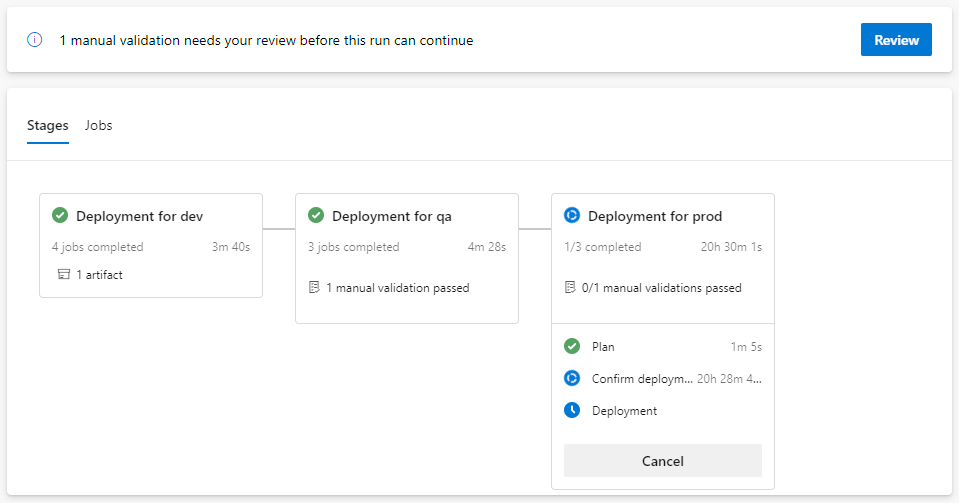 1 manual validation needs your review before this run can continue
Review
Stages
Jobs
Deployment for dev
4 jobs completed 3m 40s
1 artifact
Deployment for qa
3 jobs completed 4m 28s
1 manual validation passed
Deployment for prod
1/3 completed 20h 30m 1s
0/1 manual validations passed
Plan 1m 5s
Confirm deploym... 20h 28m 4...
Deployment
Cancel